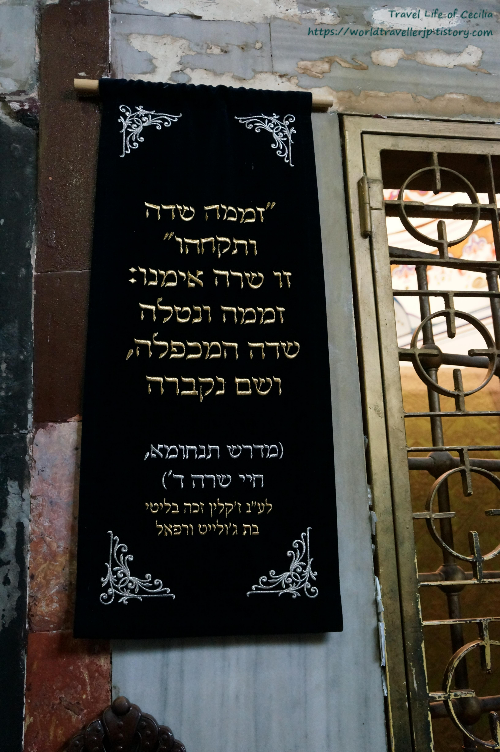 Travel Life of Cecilia
https://worldtravellerjp.tistory.com
"זממה שדה
ותקחהו"
זו שרה אימנו:
זממה ונטלה
שדה המכפלה,
ושם נקברה
(מדרש תנחומא,
חיי שרה ד')
לע"נ ז'קלין זכה בליטי
בת ג'ולייט ורפאל